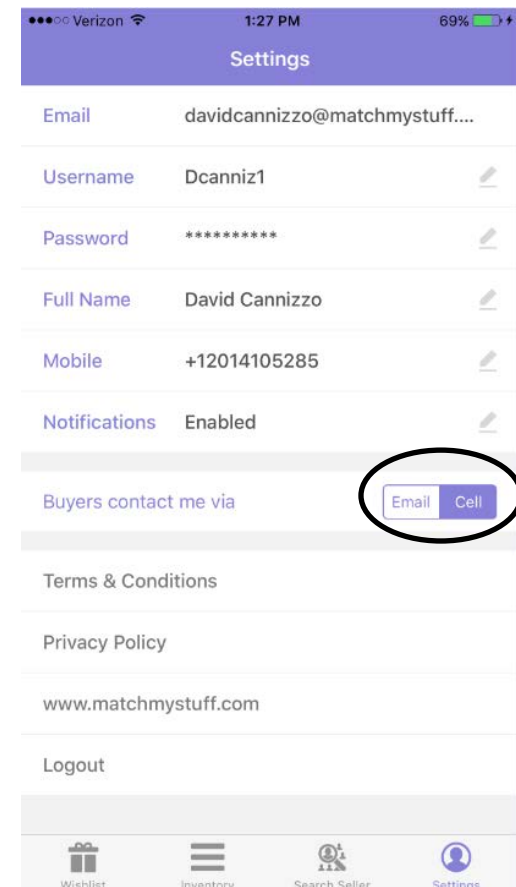 Verizon 1:27 PM 69%
Settings
Email davidcannizzo@matchmystuff....
Username Dcanniz1
Password **********
Full Name David Cannizzo
Mobile +12014105285
Notifications Enabled
Buyers contact me via Email Cell
Terms & Conditions
Privacy Policy
www.matchmystuff.com
Logout
Wishlist Inventory Search Seller Settings